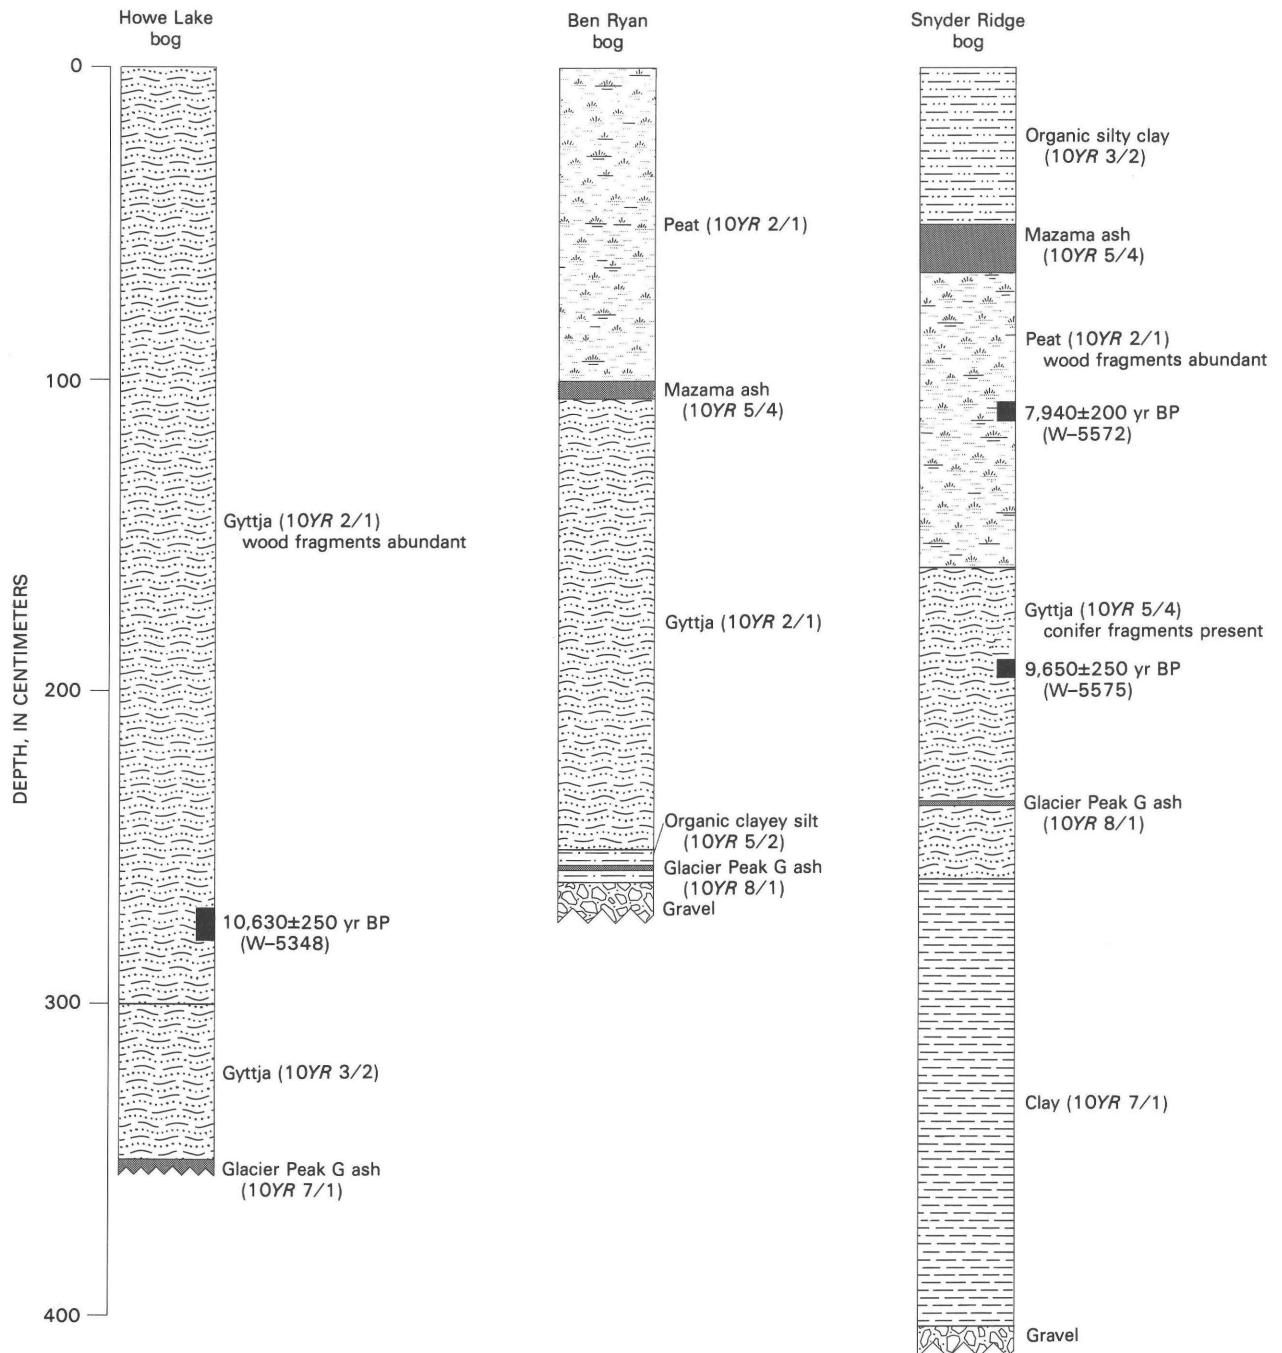 Howe Lake
bog
Ben Ryan
bog
Snyder Ridge
bog
DEPTH, IN CENTIMETERS
0
100
200
300
400
Gyttja (10YR 2/1)
wood fragments abundant
10,630±250 yr BP
(W–5348)
Gyttja (10YR 3/2)
Glacier Peak G ash
(10YR 7/1)
Peat (10YR 2/1)
Mazama ash
(10YR 5/4)
Gyttja (10YR 2/1)
Organic clayey silt
(10YR 5/2)
Glacier Peak G ash
(10YR 8/1)
Gravel
Organic silty clay
(10YR 3/2)
Mazama ash
(10YR 5/4)
Peat (10YR 2/1)
wood fragments abundant
7,940±200 yr BP
(W–5572)
Gyttja (10YR 5/4)
conifer fragments present
9,650±250 yr BP
(W–5575)
Glacier Peak G ash
(10YR 8/1)
Clay (10YR 7/1)
Gravel